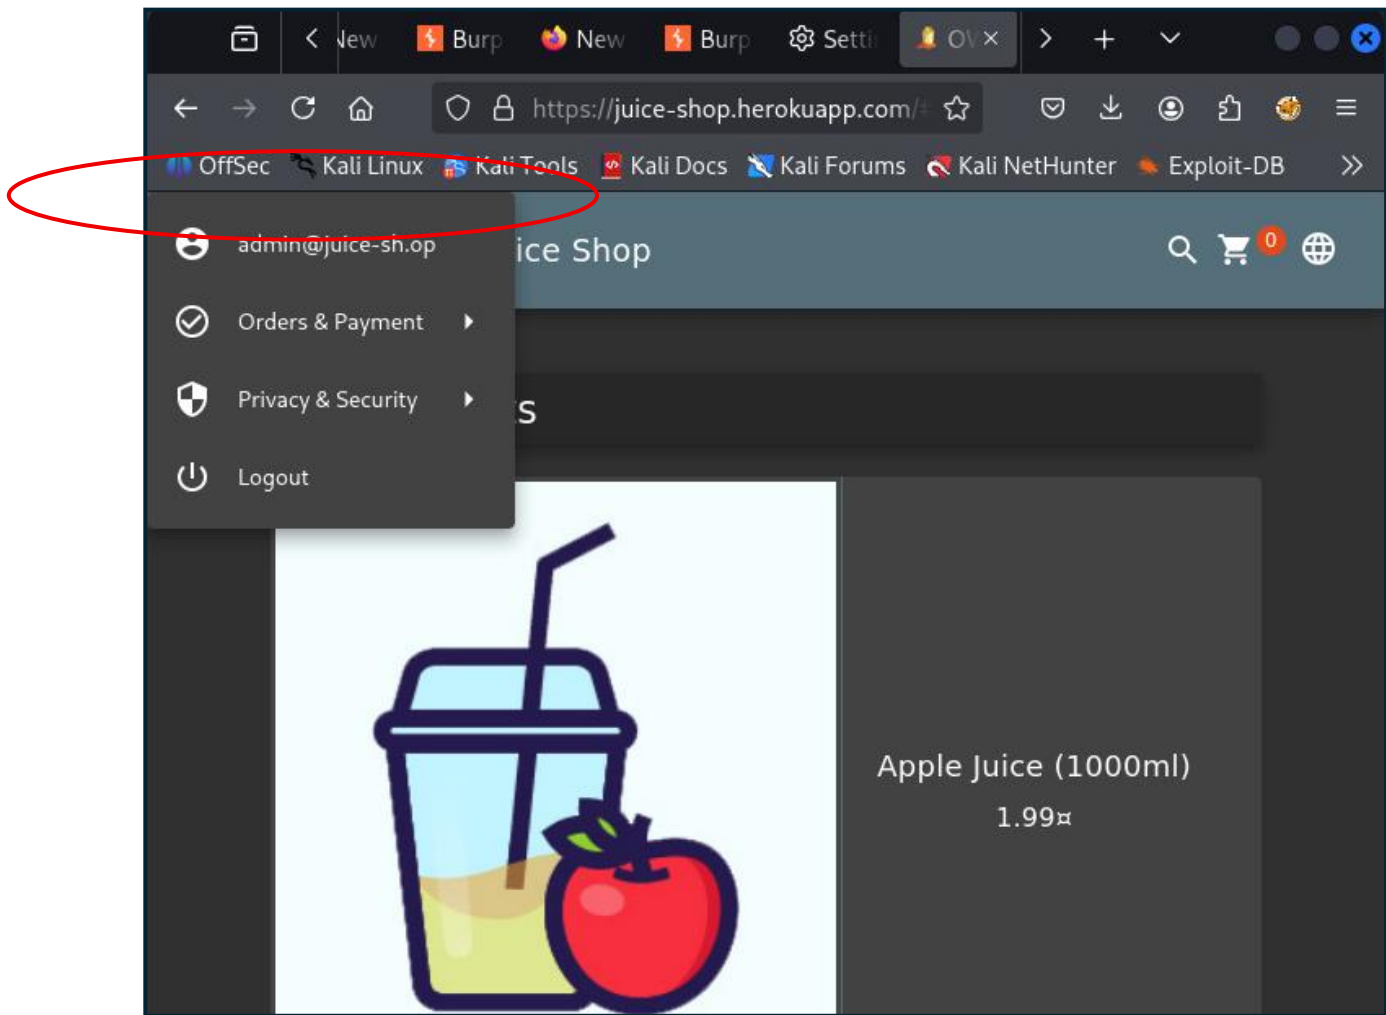 New Burp New Burp Setti OV
https://juice-shop.herokuapp.com/#
OffSec Kali Linux Kali Tools Kali Docs Kali Forums Kali NetHunter Exploit-DB
admin@juice-sh.op
ice Shop
0
Orders & Payment
Privacy & Security
ts
Logout
Apple Juice (1000ml)
1.99¤